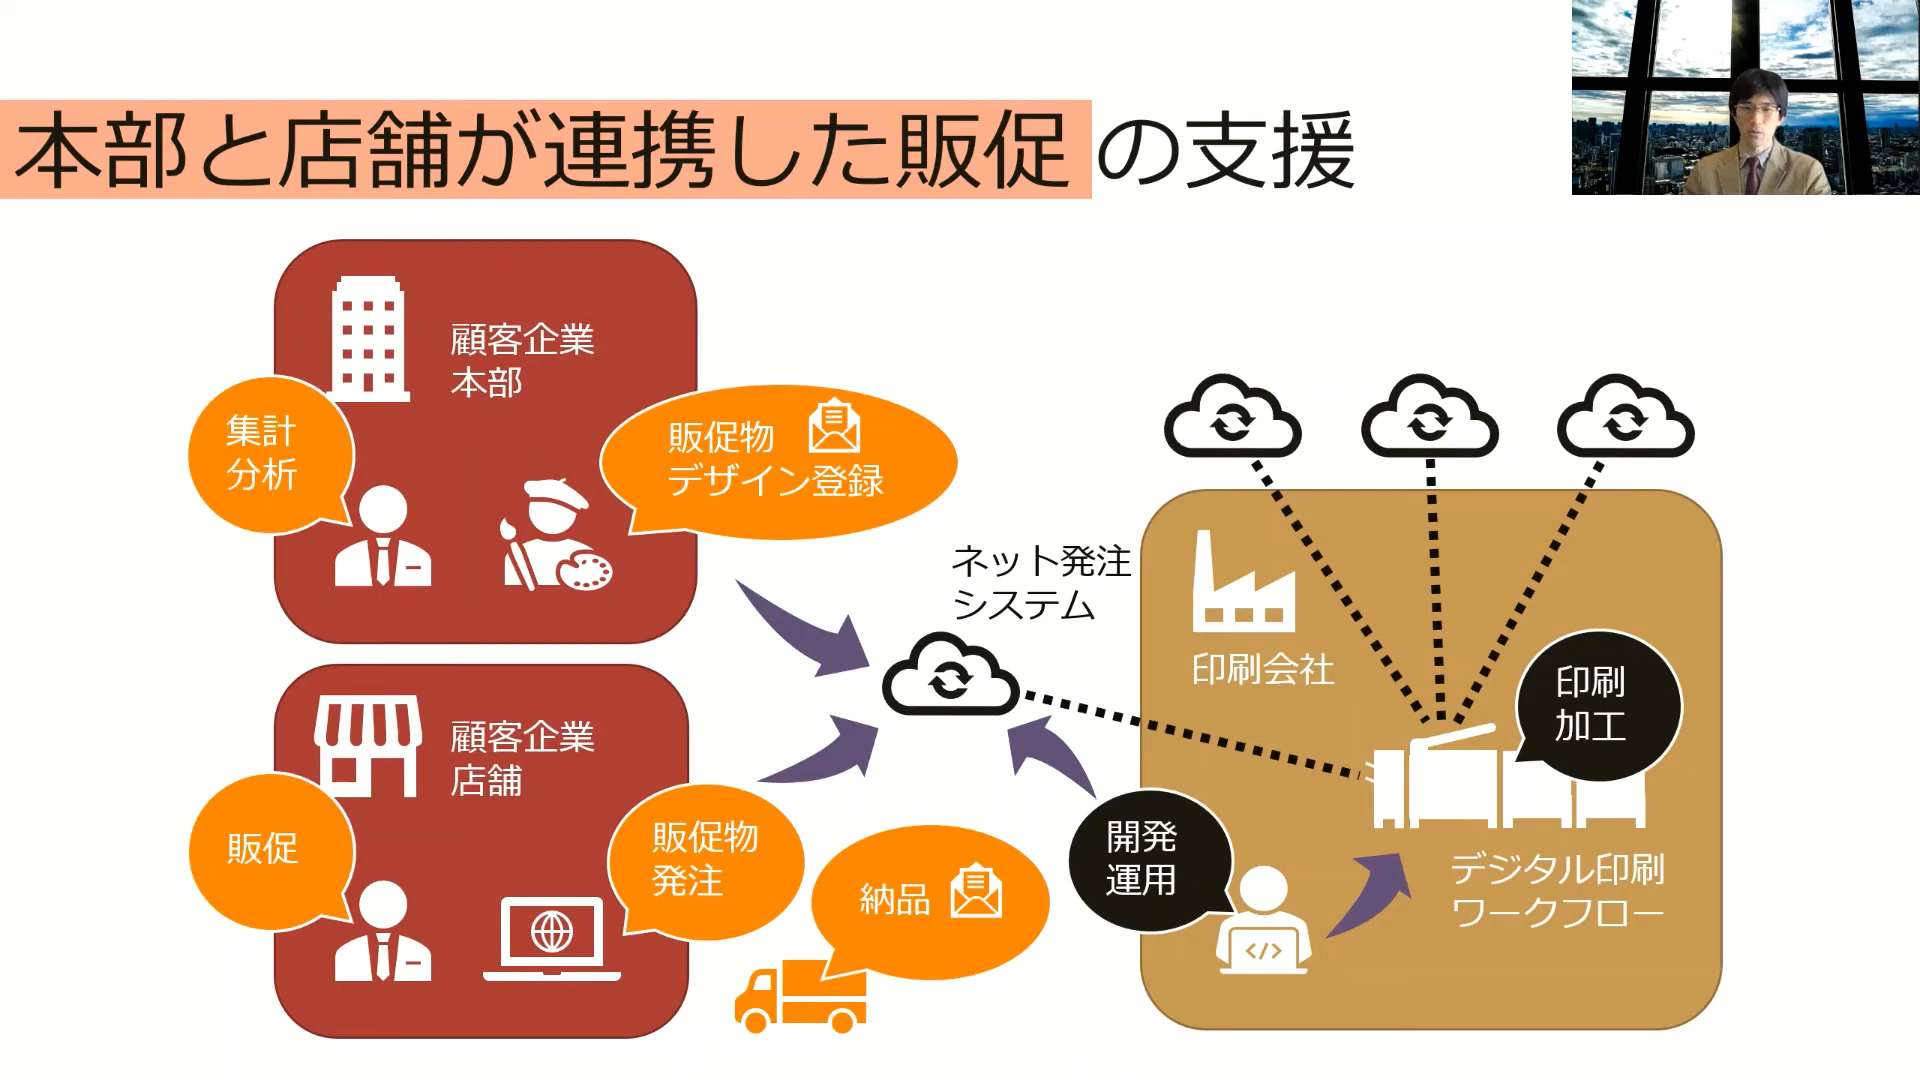 本部と店舗が連携した販促の支援
顧客企業
本部
集計
分析
販促物
デザイン登録
ネット発注
システム
印刷会社
印刷
加工
顧客企業
店舗
販促
販促物
発注
納品
開発
運用
</>
デジタル印刷
ワークフロー